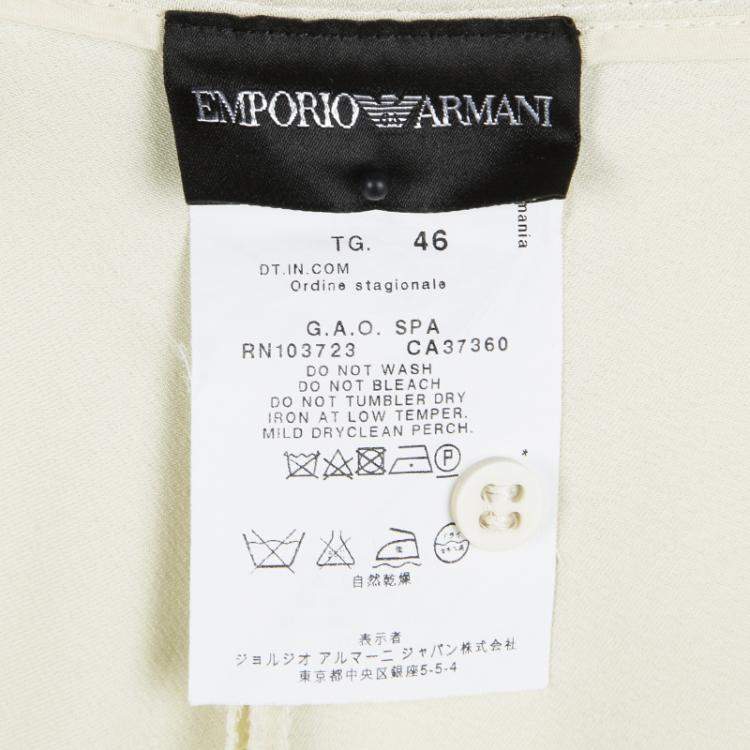 EMPORIO ARMANI
mania
TG. 46
DT.IN.COM
Ordine stagionale
G.A.O. SPA
RN103723 CA37360
DO NOT WASH
DO NOT BLEACH
DO NOT TUMBLER DRY
IRON AT LOW TEMPER.
MILD DRYCLEAN PERCH.
P
*
低
自然乾燥
表示者
ジョルジオ アルマーニ ジャパン株式会社
東京都中央区銀座5-5-4